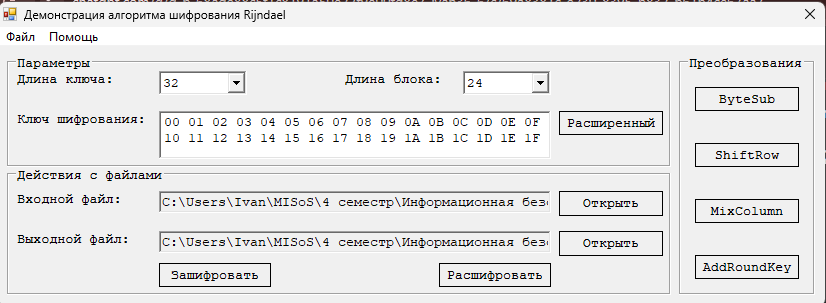 Демонстрация алгоритма шифрования Rijndael
Файл Помощь
Параметры
Длина ключа: 32 Длина блока: 24
Ключ шифрования: 00 01 02 03 04 05 06 07 08 09 0A 0B 0C 0D 0E 0F
10 11 12 13 14 15 16 17 18 19 1A 1B 1C 1D 1E 1F
Расширенный
Действия с файлами
Входной файл: C:\Users\Ivan\MISoS\4 семестр\Информационная безо Открыть
Выходной файл: C:\Users\Ivan\MISoS\4 семестр\Информационная безо Открыть
Зашифровать Расшифровать
Преобразования
ByteSub
ShiftRow
MixColumn
AddRoundKey